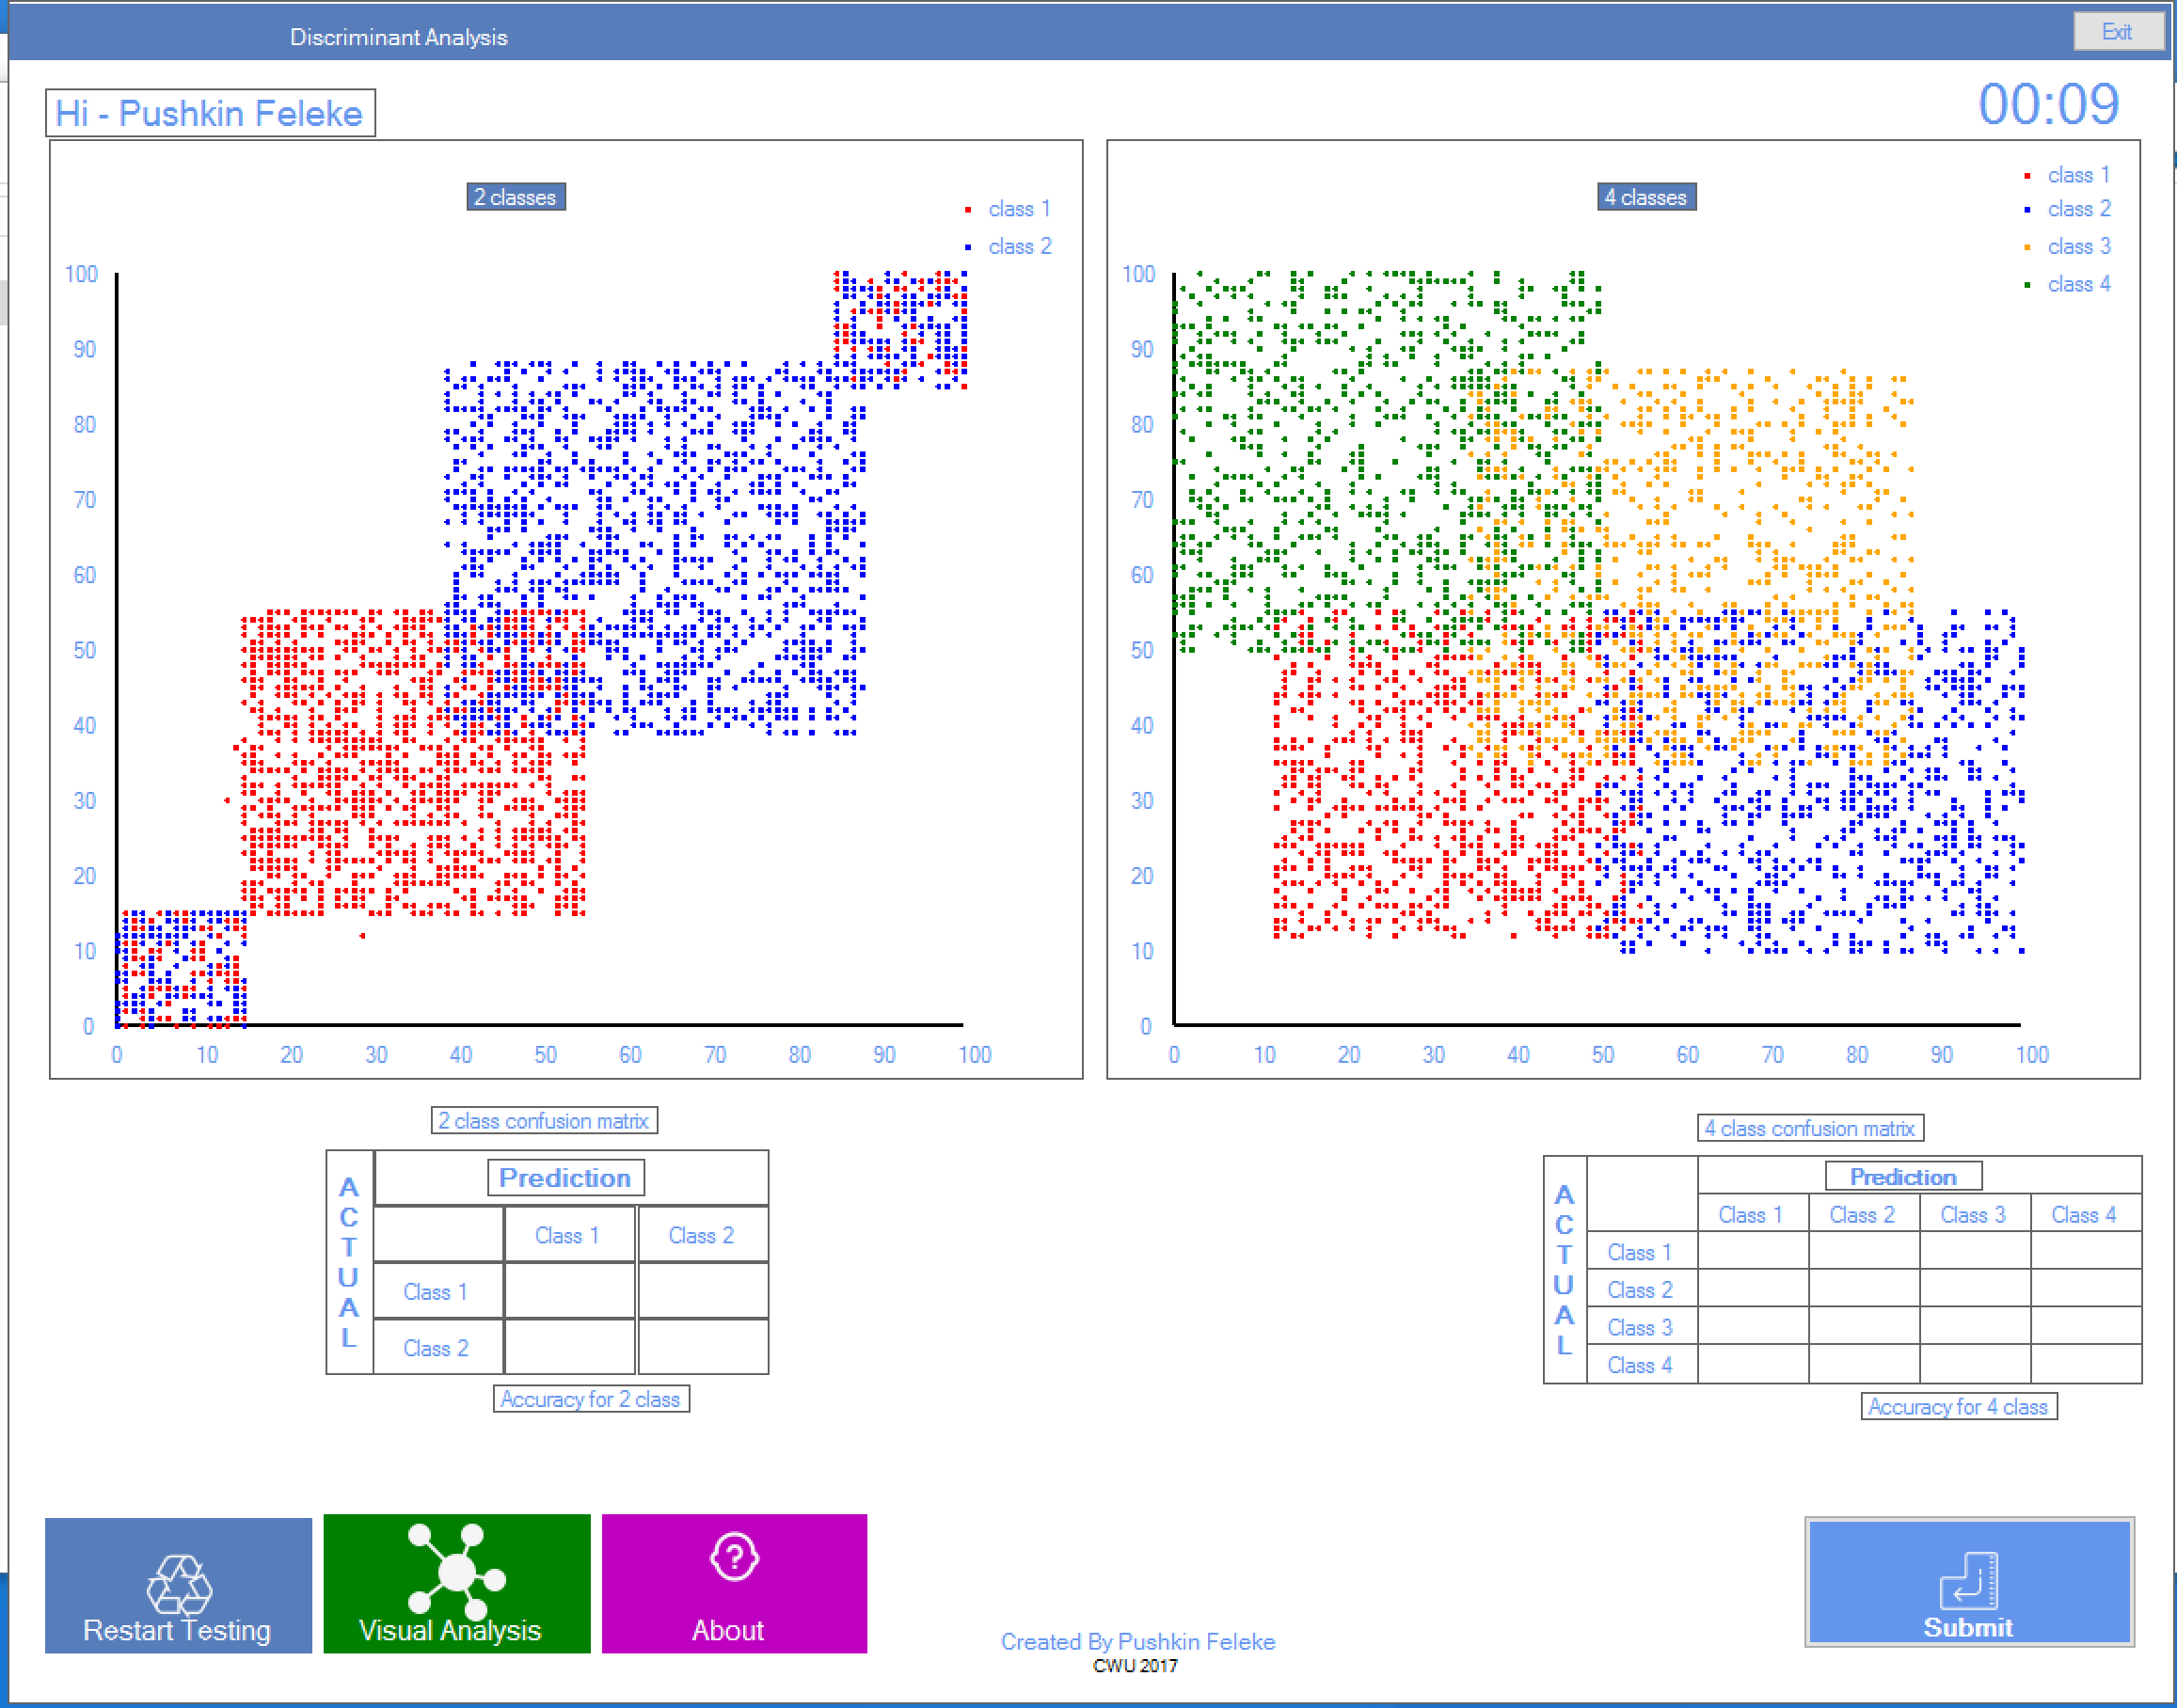 Discriminant Analysis
Exit
Hi - Pushkin Feleke
00:09
2 classes
class 1
class 2
100
90
80
70
60
50
40
30
20
10
0
0 10 20 30 40 50 60 70 80 90 100
4 classes
class 1
class 2
class 3
class 4
100
90
80
70
60
50
40
30
20
10
0
0 10 20 30 40 50 60 70 80 90 100
2 class confusion matrix
ACTUAL
Prediction
Class 1 Class 2
Class 1
Class 2
Accuracy for 2 class
4 class confusion matrix
ACTUAL
Prediction
Class 1 Class 2 Class 3 Class 4
Class 1
Class 2
Class 3
Class 4
Accuracy for 4 class
Restart Testing
Visual Analysis
?
About
Created By Pushkin Feleke
CWU 2017
Submit